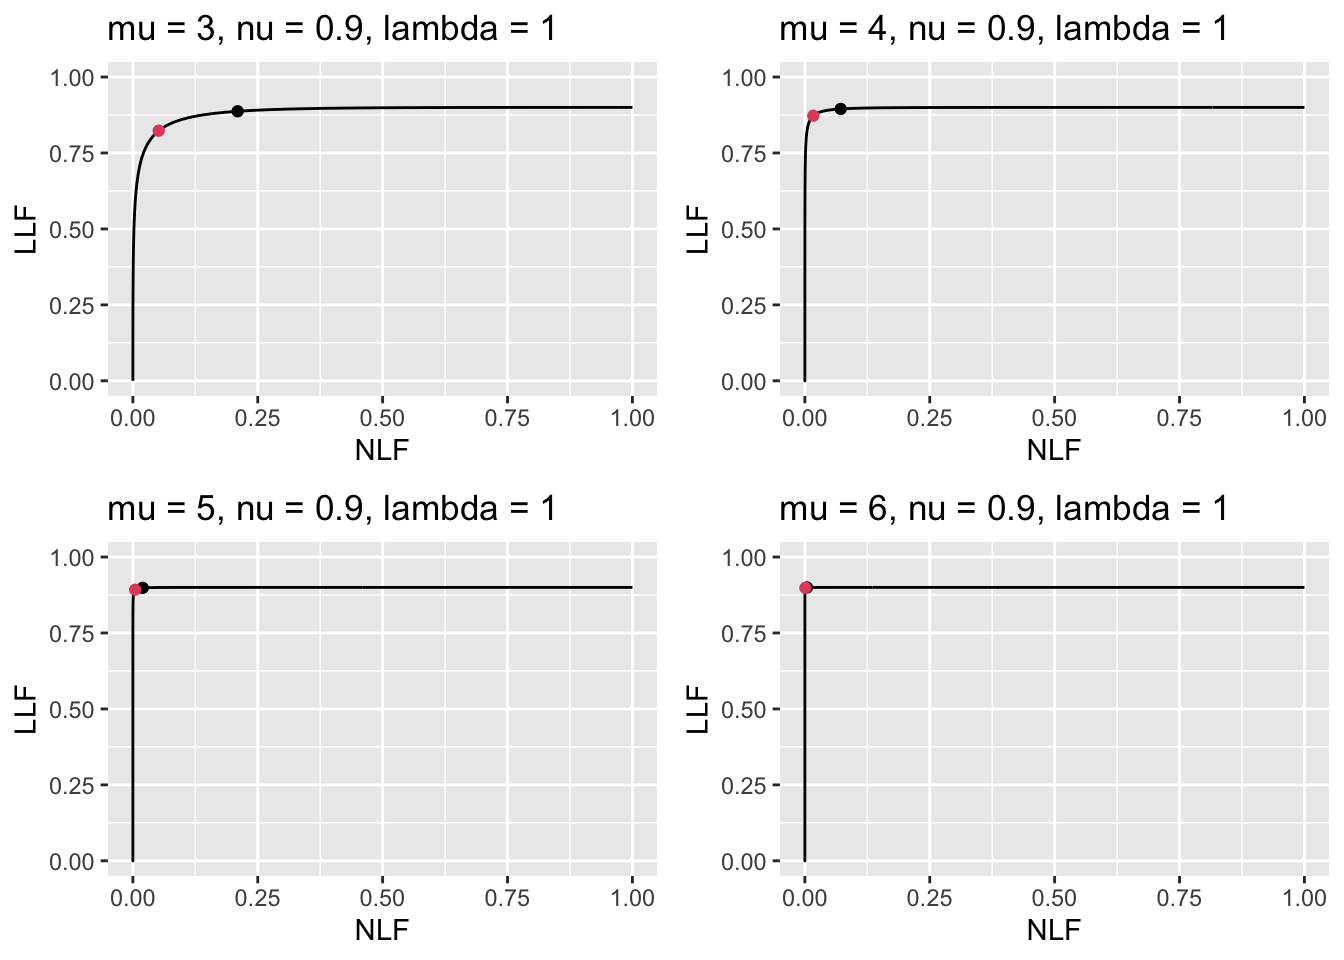 mu = 3, nu = 0.9, lambda = 1
1.00
0.75
0.50
0.25
0.00
LLF
0.00 0.25 0.50 0.75 1.00
NLF
mu = 4, nu = 0.9, lambda = 1
1.00
0.75
0.50
0.25
0.00
LLF
0.00 0.25 0.50 0.75 1.00
NLF
mu = 5, nu = 0.9, lambda = 1
1.00
0.75
0.50
0.25
0.00
LLF
0.00 0.25 0.50 0.75 1.00
NLF
mu = 6, nu = 0.9, lambda = 1
1.00
0.75
0.50
0.25
0.00
LLF
0.00 0.25 0.50 0.75 1.00
NLF